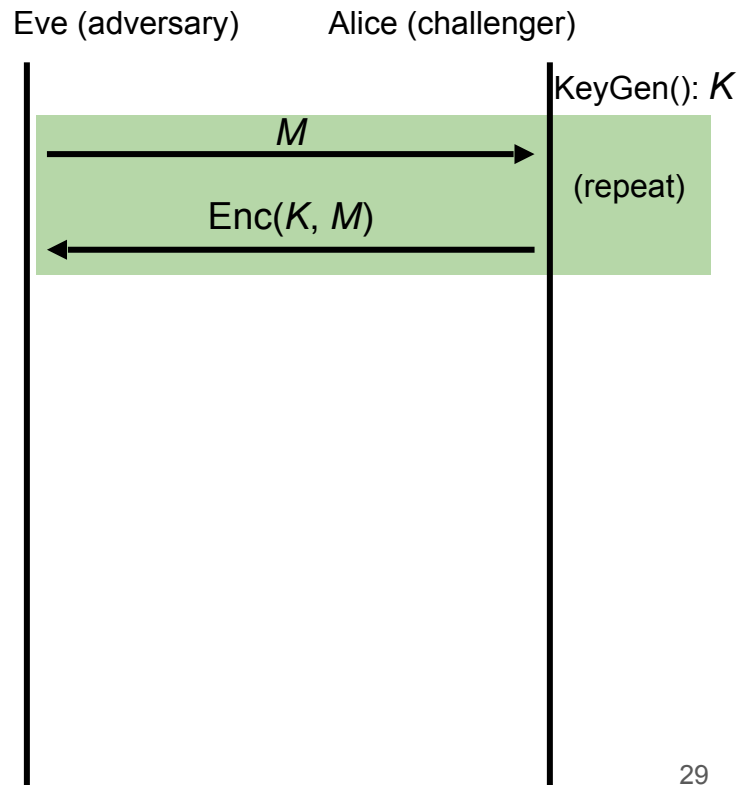 Eve (adversary) Alice (challenger)
KeyGen(): K
M
(repeat)
Enc(K, M)
29